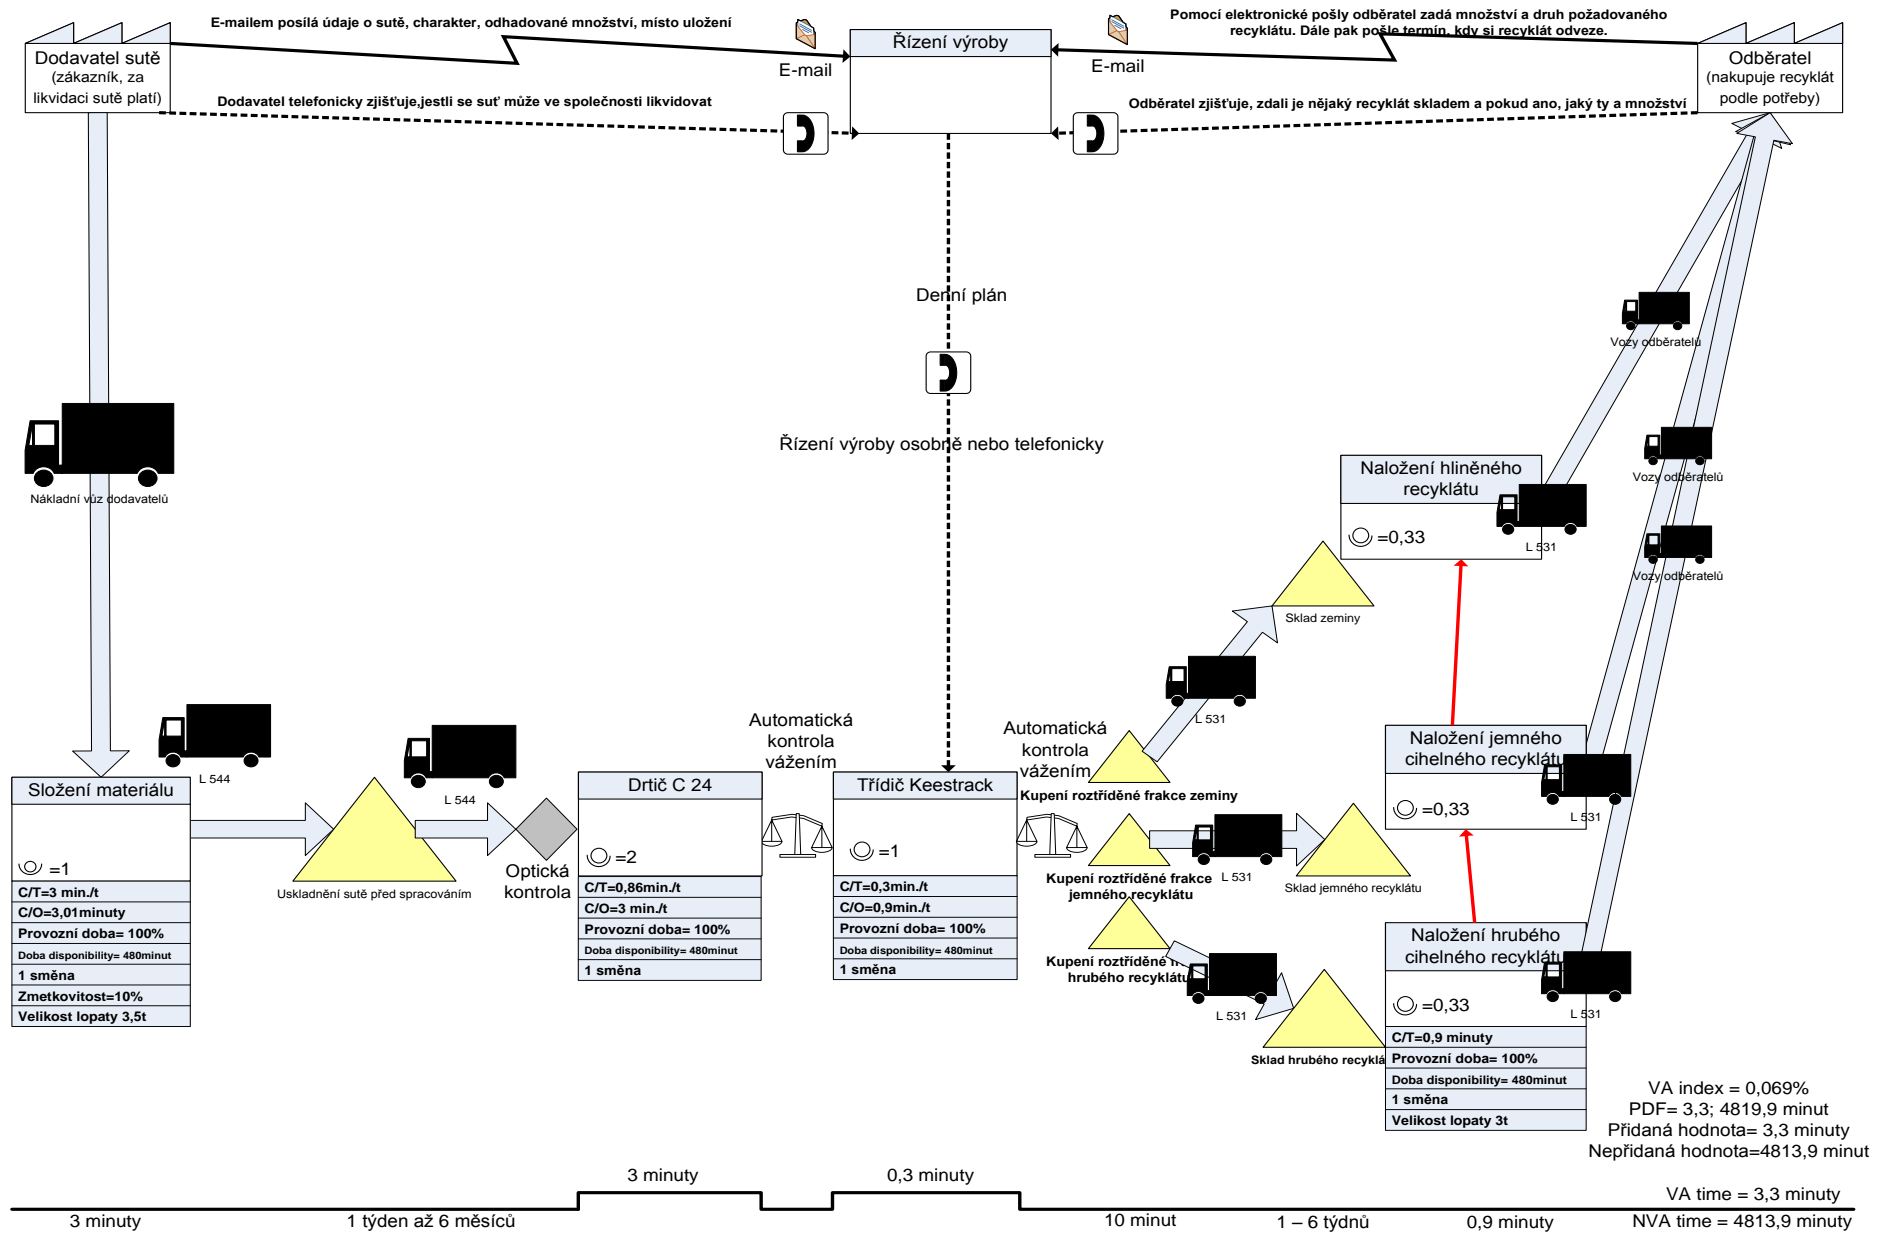 E-mailem posílá údaje o sutě, charakter, odhadované množství, místo uložení
Pomocí elektronické pošly odběratel zadá množství a druh požadovaného
recyklátu. Dále pak pošle termín, kdy si recyklát odveze.
Dodavatel sutě
(zákazník, za
likvidaci sutě platí)
E-mail
Řízení výroby
E-mail
Odběratel
(nakupuje recyklát
podle potřeby)
Dodavatel telefonicky zjišťuje,jestli se suť může ve společnosti likvidovat
Odběratel zjišťuje, zdali je nějaký recyklát skladem a pokud ano, jaký ty a množství
Denní plán
Řízení výroby osobně nebo telefonicky
Nákladní vůz dodavatelů
Vozy odběratelů
Vozy odběratelů
Vozy odběratelů
Naložení hliněného
recyklátu
=0,33
L 531
Sklad zeminy
L 531
L 544
L 544
Automatická
kontrola
vážením
Automatická
kontrola
vážením
Složení materiálu
=1
C/T=3 min./t
C/O=3,01minuty
Provozní doba= 100%
Doba disponibility= 480minut
1 směna
Zmetkovitost=10%
Velikost lopaty 3,5t
Uskladnění sutě před spracováním
Optická
kontrola
Drtič C 24
=2
C/T=0,86min./t
C/O=3 min./t
Provozní doba= 100%
Doba disponibility= 480minut
1 směna
Třídič Keestrack
=1
C/T=0,3min./t
C/O=0,9min./t
Provozní doba= 100%
Doba disponibility= 480minut
1 směna
Kupení roztříděné frakce zeminy
Kupení roztříděné frakce
jemného recyklátu
L 531
Sklad jemného recyklátu
Kupení roztříděné
hrubého recyklátu
L 531
Sklad hrubého
Naložení jemného
cihelného recyklátu
=0,33
L 531
Naložení hrubého
cihelného recyklátu
=0,33
L 531
C/T=0,9 minuty
Provozní doba= 100%
Doba disponibility= 480minut
1 směna
Velikost lopaty 3t
VA index = 0,069%
PDF= 3,3; 4819,9 minut
Přidaná hodnota= 3,3 minuty
Nepřidaná hodnota=4813,9 minut
3 minuty
0,3 minuty
VA time = 3,3 minuty
3 minuty
1 týden až 6 měsíců
10 minut
1 – 6 týdnů
0,9 minuty
NVA time = 4813,9 minuty